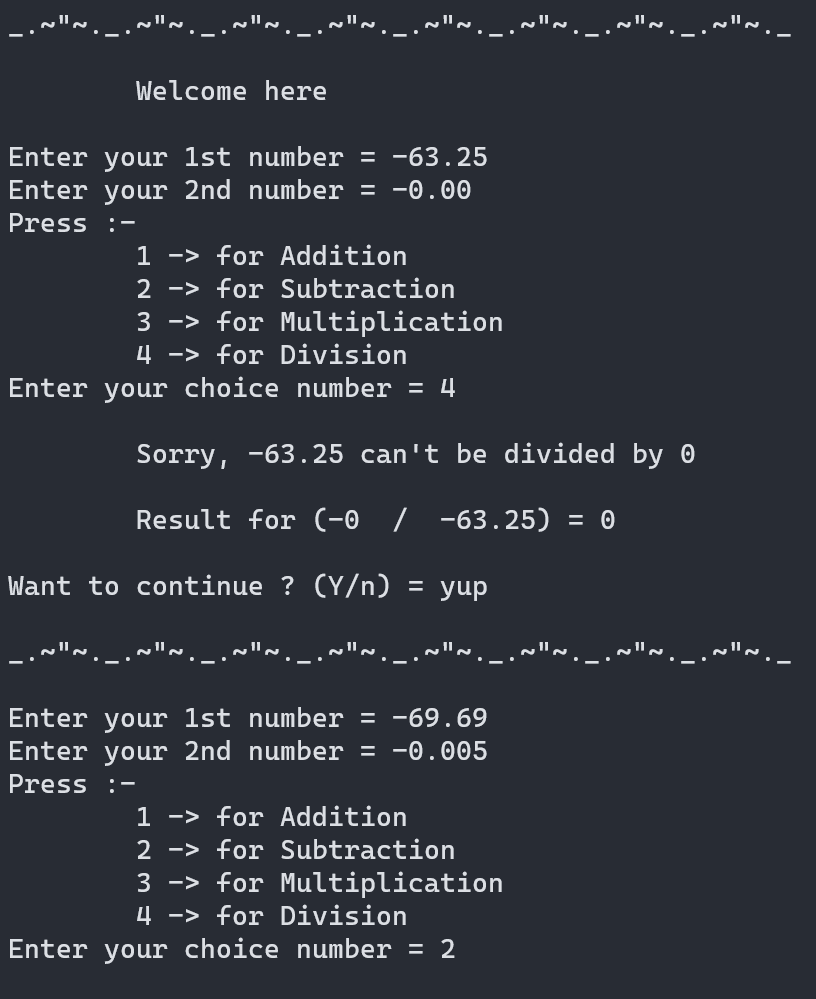 _.~"~._.~"~._.~"~._.~"~._.~"~._.~"~._.~"~._.~"~._
Welcome here
Enter your 1st number = -63.25
Enter your 2nd number = -0.00
Press :-
1 -> for Addition
2 -> for Subtraction
3 -> for Multiplication
4 -> for Division
Enter your choice number = 4
Sorry, -63.25 can't be divided by 0
Result for (-0  /  -63.25) = 0
Want to continue ? (Y/n) = yup
_.~"~._.~"~._.~"~._.~"~._.~"~._.~"~._.~"~._.~"~._
Enter your 1st number = -69.69
Enter your 2nd number = -0.005
Press :-
1 -> for Addition
2 -> for Subtraction
3 -> for Multiplication
4 -> for Division
Enter your choice number = 2